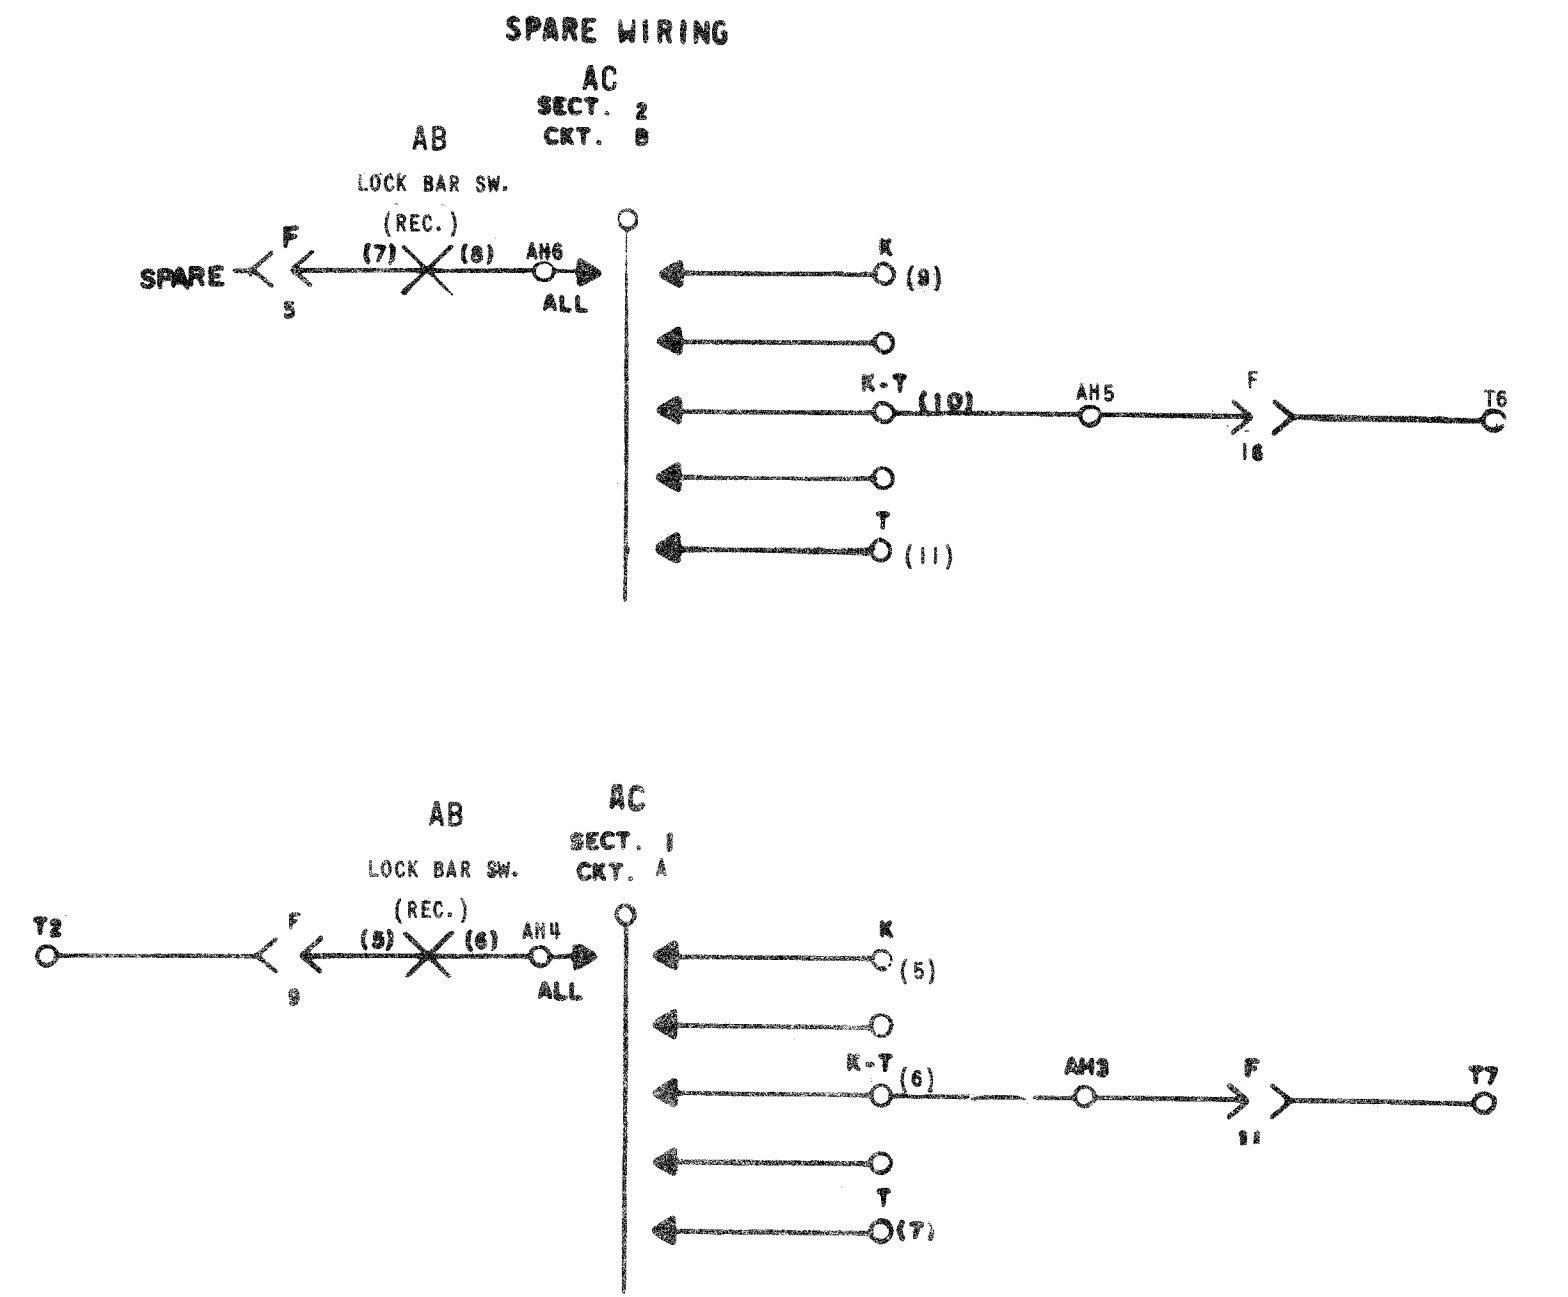 SPARE WIRING
AC
SECT. 2
CKT. B
AB
LOCK BAR SW.
(REC.)
F
(7)
(8)
AH6
SPARE
5
ALL
K
(9)
K-T
(10)
AH5
F
T6
16
T
(11)
AC
AB
SECT. 1
CKT. A
LOCK BAR SW.
(REC.)
T2
F
(5)
(6)
AH4
9
ALL
K
(5)
K-T
(6)
AH3
F
T7
T
(7)